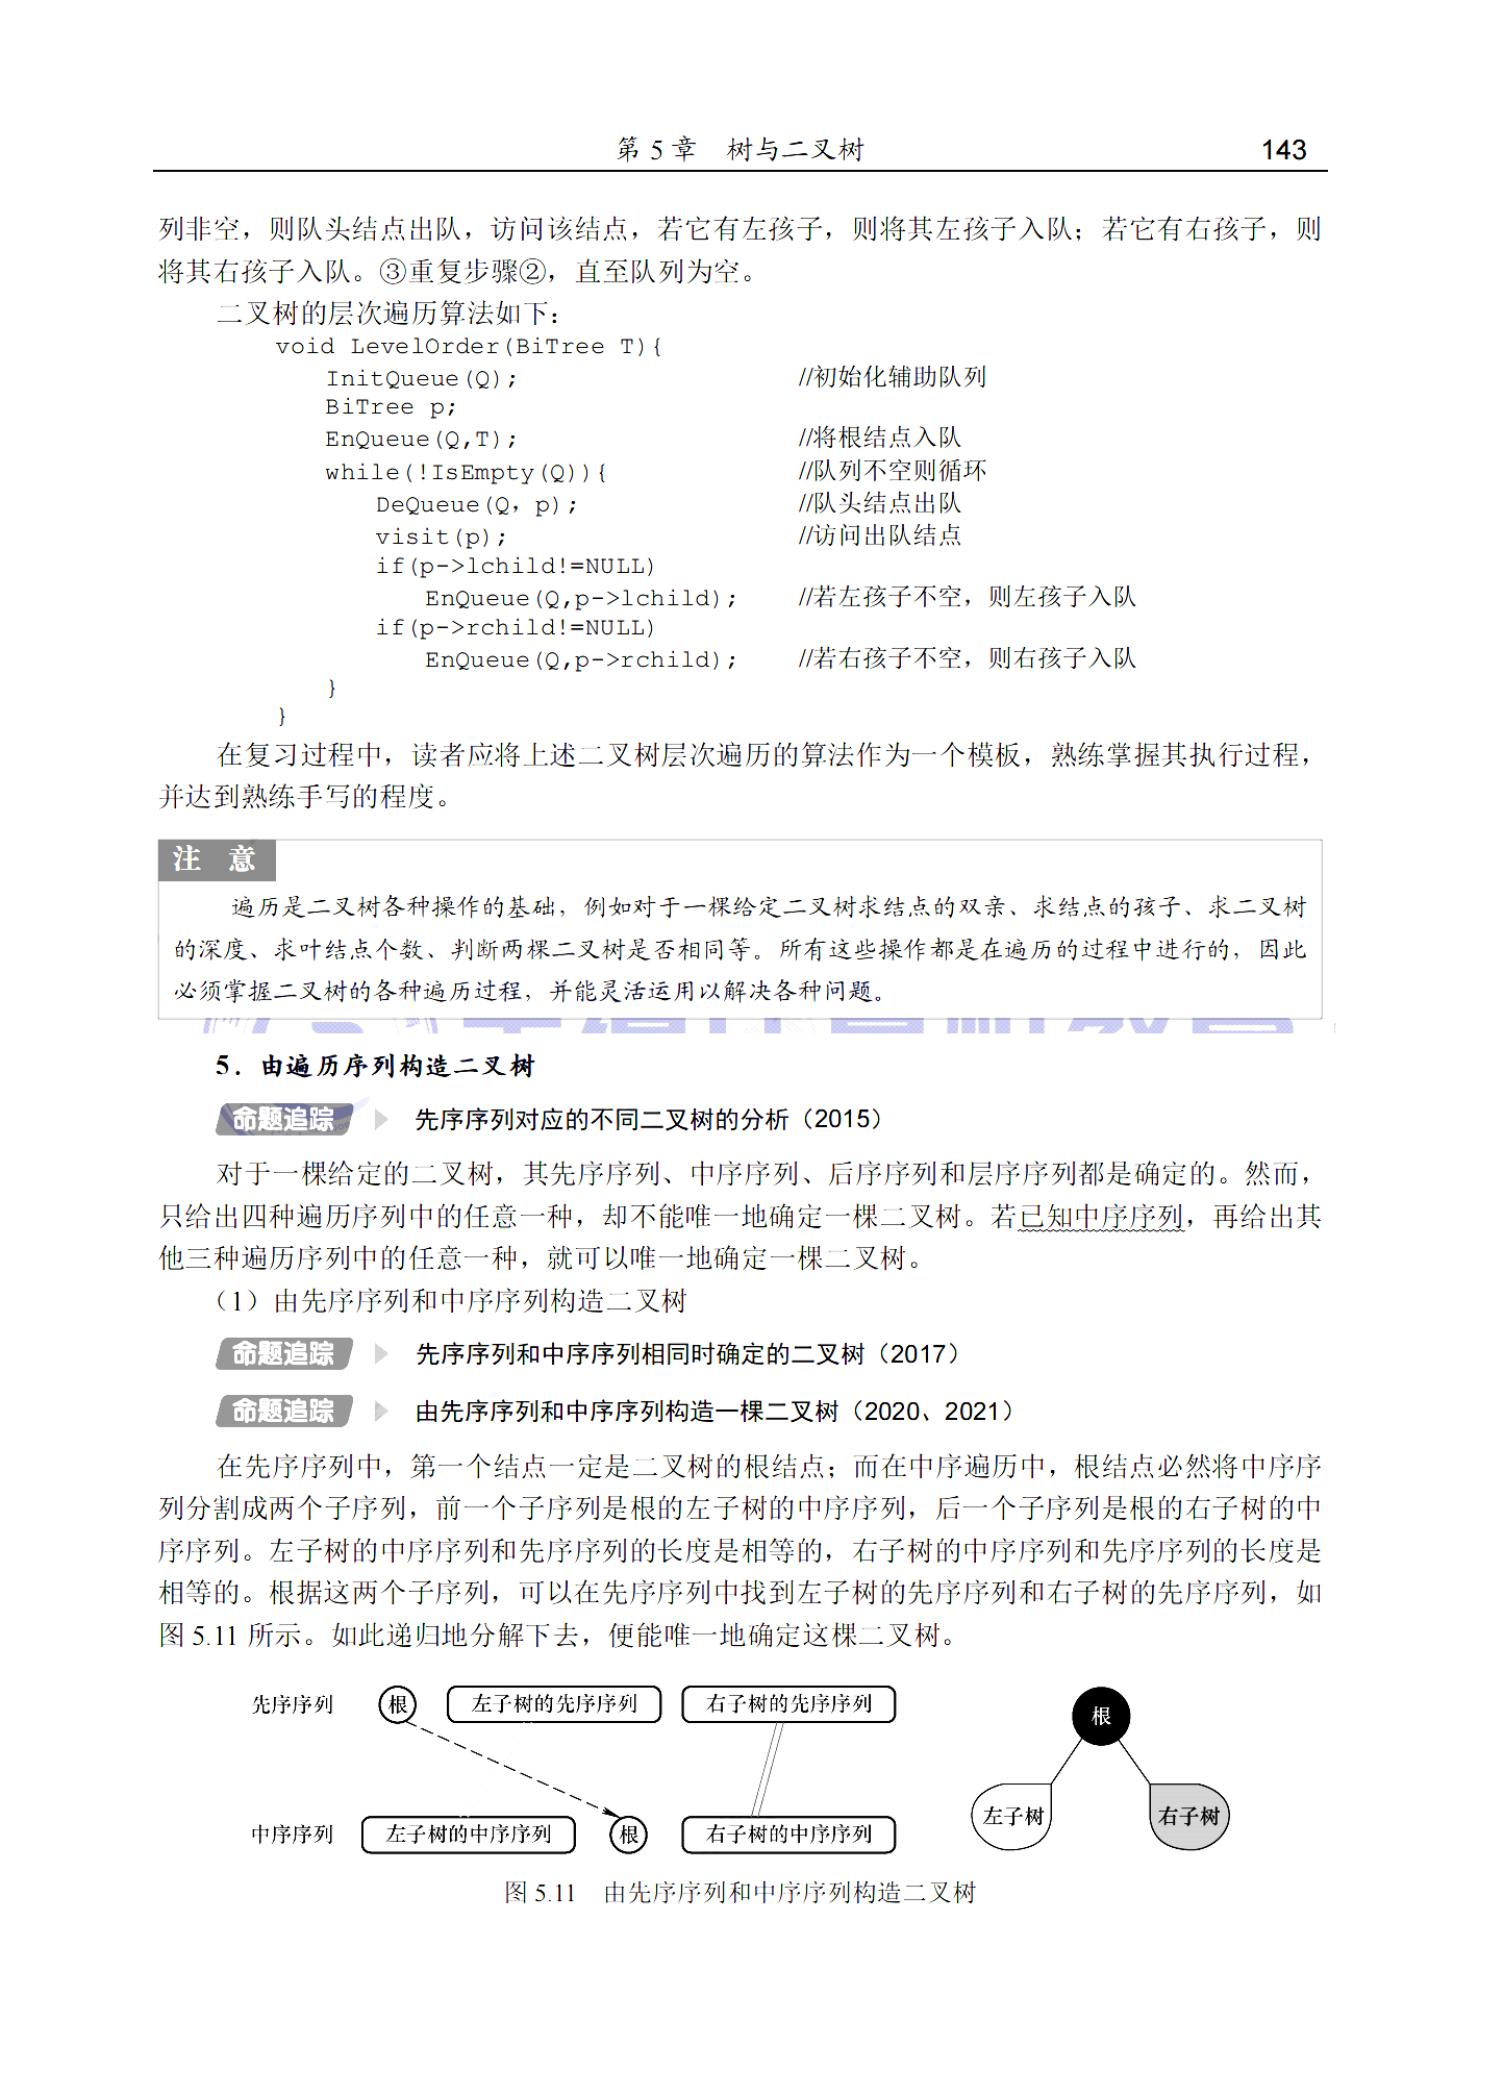 第 5 章 树与二叉树 143
列非空，则队头结点出队，访问该结点，若它有左孩子，则将其左孩子入队；若它有右孩子，则
将其右孩子入队。③重复步骤②，直至队列为空。
二叉树的层次遍历算法如下：
void LevelOrder(BiTree T){
InitQueue(Q); //初始化辅助队列
BiTree p;
EnQueue(Q,T); //将根结点入队
while(!IsEmpty(Q)){ //队列不空则循环
DeQueue(Q, p); //队头结点出队
visit(p); //访问出队结点
if(p->lchild!=NULL)
EnQueue(Q,p->lchild); //若左孩子不空，则左孩子入队
if(p->rchild!=NULL)
EnQueue(Q,p->rchild); //若右孩子不空，则右孩子入队
}
}
在复习过程中，读者应将上述二叉树层次遍历的算法作为一个模板，熟练掌握其执行过程，
并达到熟练手写的程度。
注 意
遍历是二叉树各种操作的基础，例如对于一棵给定二叉树求结点的双亲、求结点的孩子、求二叉树
的深度、求叶结点个数、判断两棵二叉树是否相同等。所有这些操作都是在遍历的过程中进行的，因此
必须掌握二叉树的各种遍历过程，并能灵活运用以解决各种问题。
5．由遍历序列构造二叉树
命题追踪 先序序列对应的不同二叉树的分析（2015）
对于一棵给定的二叉树，其先序序列、中序序列、后序序列和层序序列都是确定的。然而，
只给出四种遍历序列中的任意一种，却不能唯一地确定一棵二叉树。若已知中序序列，再给出其
他三种遍历序列中的任意一种，就可以唯一地确定一棵二叉树。
（1）由先序序列和中序序列构造二叉树
命题追踪 先序序列和中序序列相同时确定的二叉树（2017）
命题追踪 由先序序列和中序序列构造一棵二叉树（2020、2021）
在先序序列中，第一个结点一定是二叉树的根结点；而在中序遍历中，根结点必然将中序序
列分割成两个子序列，前一个子序列是根的左子树的中序序列，后一个子序列是根的右子树的中
序序列。左子树的中序序列和先序序列的长度是相等的，右子树的中序序列和先序序列的长度是
相等的。根据这两个子序列，可以在先序序列中找到左子树的先序序列和右子树的先序序列，如
图 5.11 所示。如此递归地分解下去，便能唯一地确定这棵二叉树。
先序序列 根 左子树的先序序列 右子树的先序序列
根
左子树 右子树
中序序列 左子树的中序序列 根 右子树的中序序列
图 5.11 由先序序列和中序序列构造二叉树